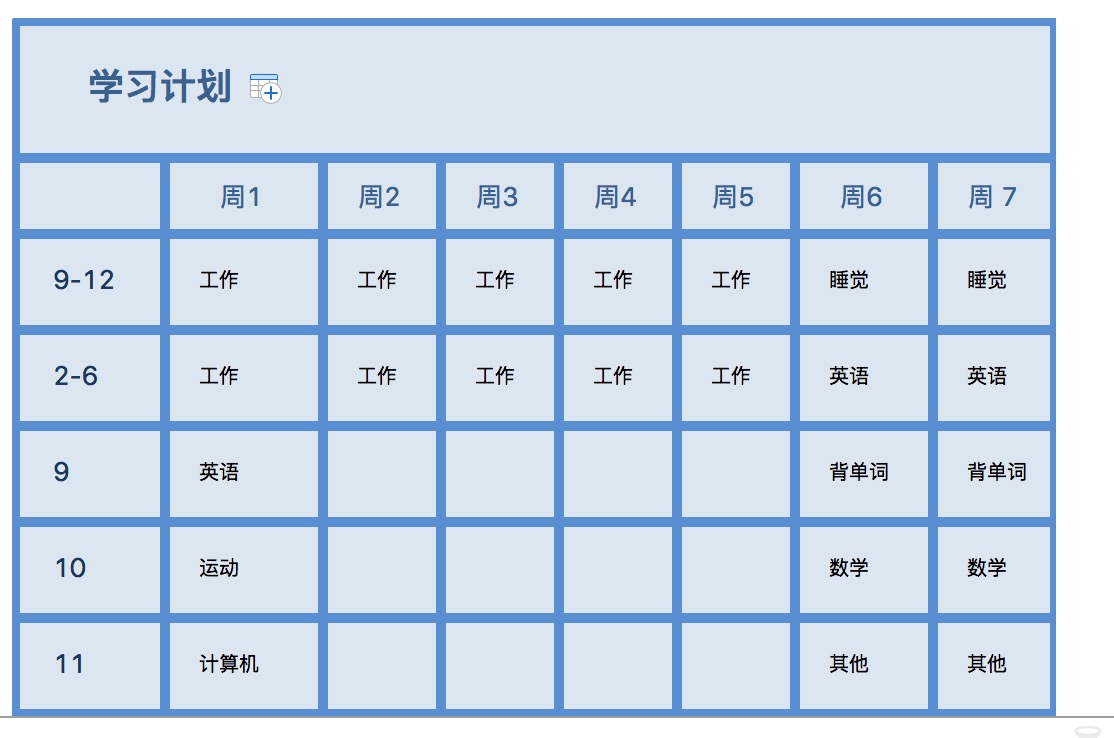 学习计划
周1 周2 周3 周4 周5 周6 周 7
9-12 工作 工作 工作 工作 工作 睡觉 睡觉
2-6 工作 工作 工作 工作 工作 英语 英语
9 英语 背单词 背单词
10 运动 数学 数学
11 计算机 其他 其他